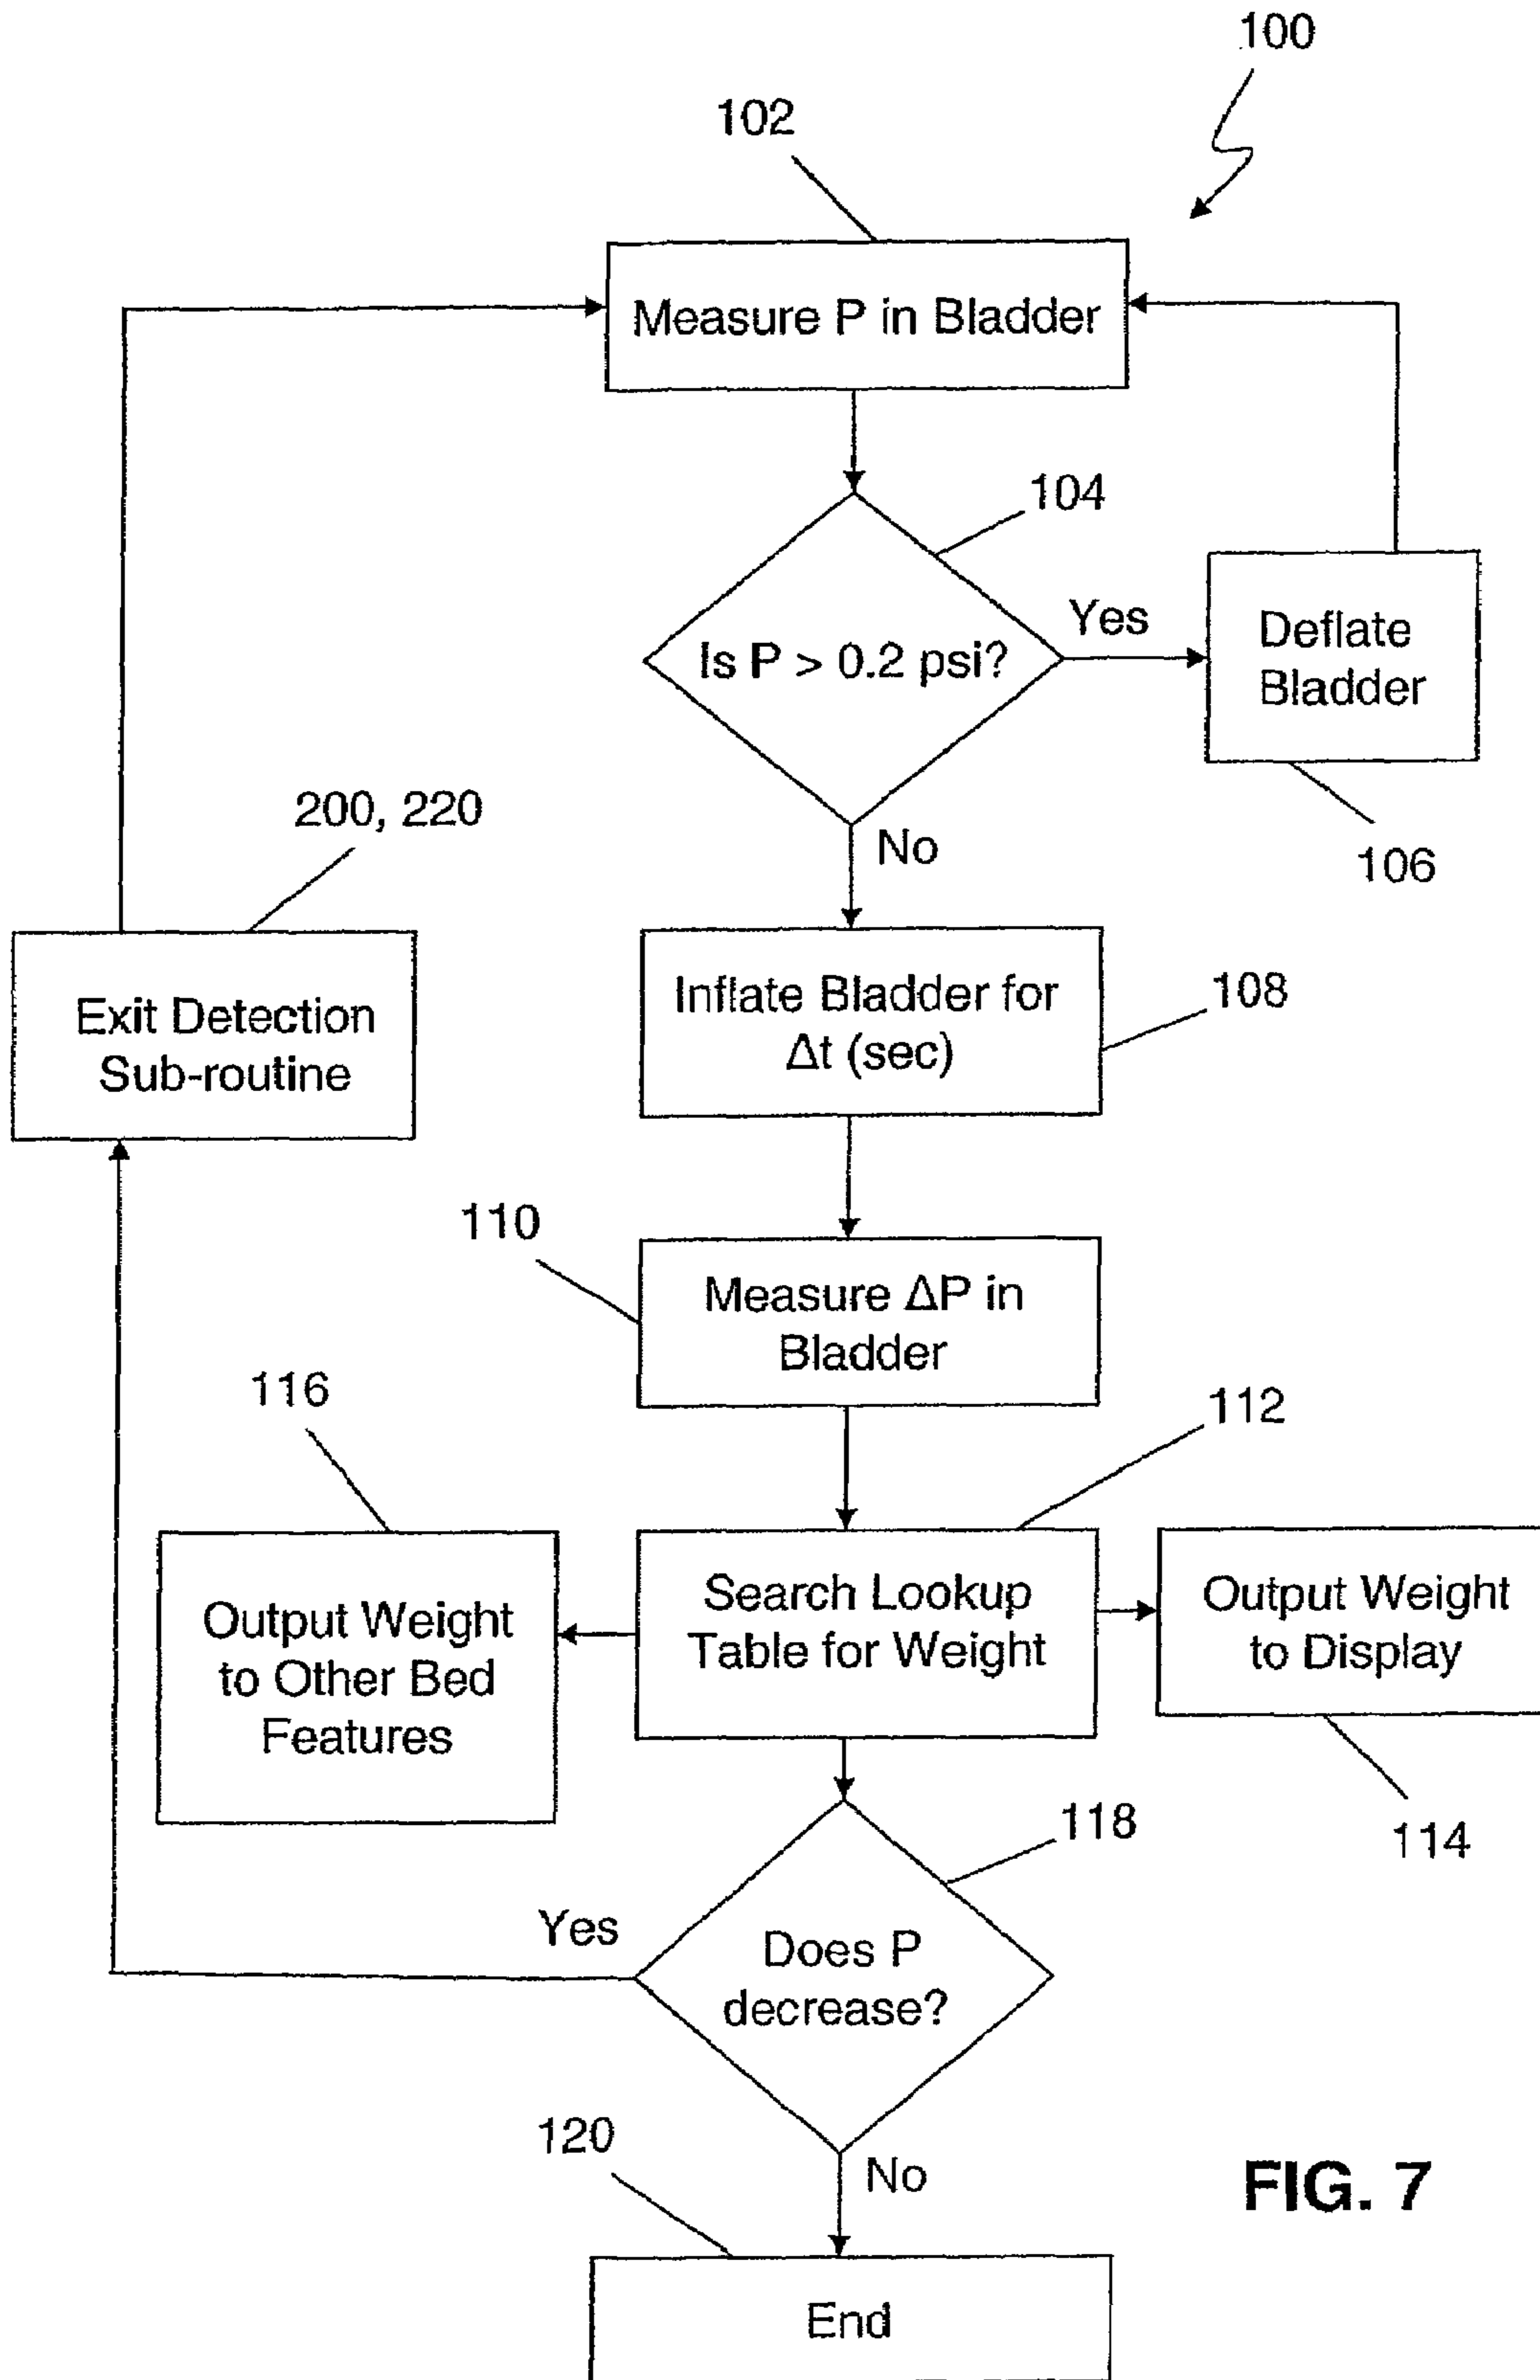 100
102
Measure P in Bladder
104
Is P > 0.2 psi?
Yes
Deflate
Bladder
106
No
200, 220
Exit Detection
Sub-routine
Inflate Bladder for
Δt (sec)
108
110
Measure ΔP in
Bladder
116
112
Output Weight
to Other Bed
Features
Search Lookup
Table for Weight
Output Weight
to Display
114
118
Yes
Does P
decrease?
120
No
FIG. 7
End